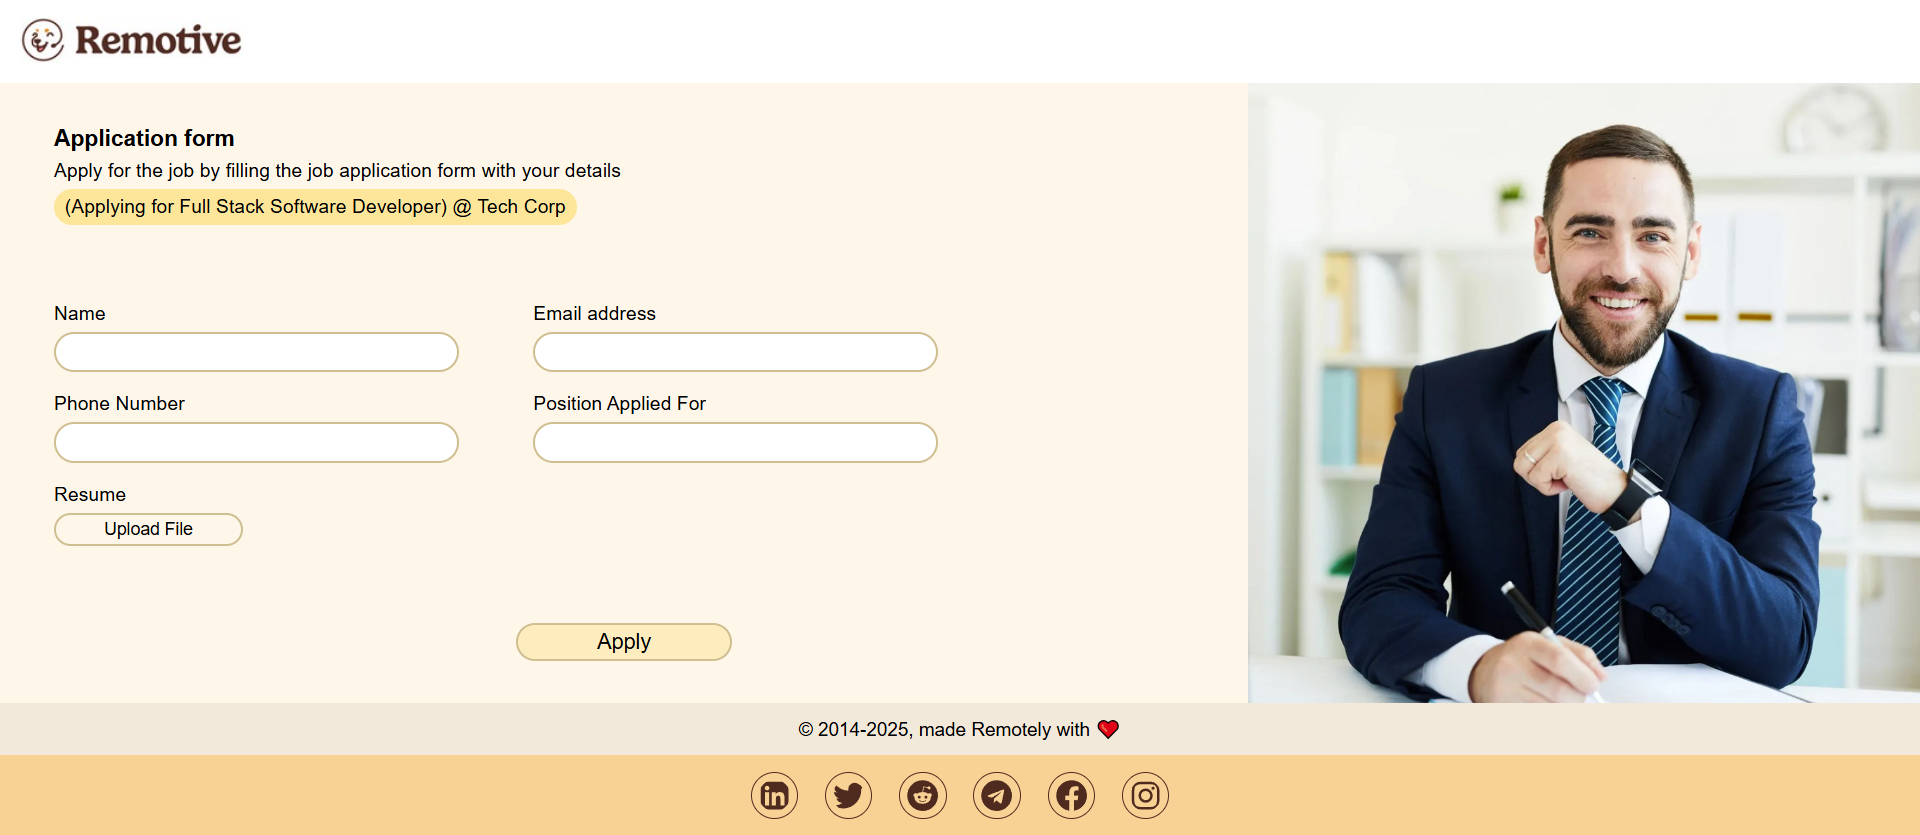 Remotive
Application form
Apply for the job by filling the job application form with your details
(Applying for Full Stack Software Developer) @ Tech Corp
Name
Email address
Phone Number
Position Applied For
Resume
Upload File
Apply
© 2014-2025, made Remotely with ❤️
in